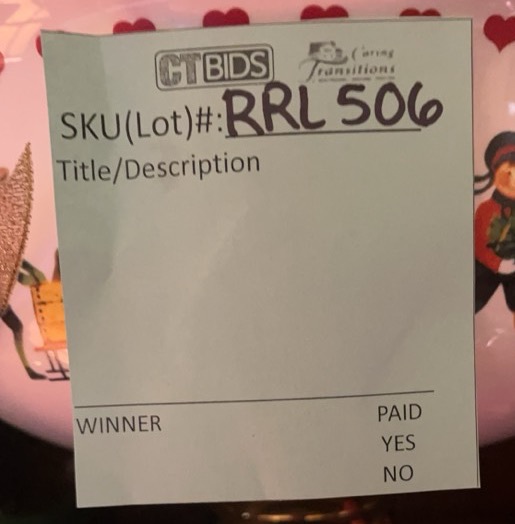 CTBIDS
Caring
Transitions
SKU(Lot)#:RRL 506
Title/Description
WINNER
PAID
YES
NO